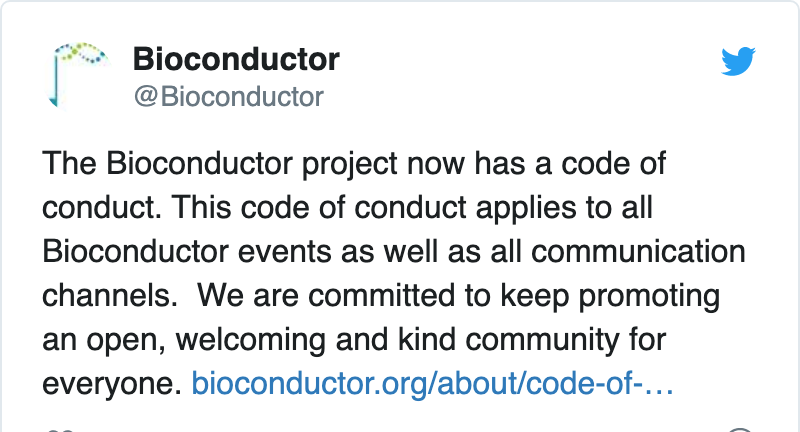 Bioconductor
@Bioconductor
The Bioconductor project now has a code of
conduct. This code of conduct applies to all
Bioconductor events as well as all communication
channels.  We are committed to keep promoting
an open, welcoming and kind community for
everyone. bioconductor.org/about/code-of-…